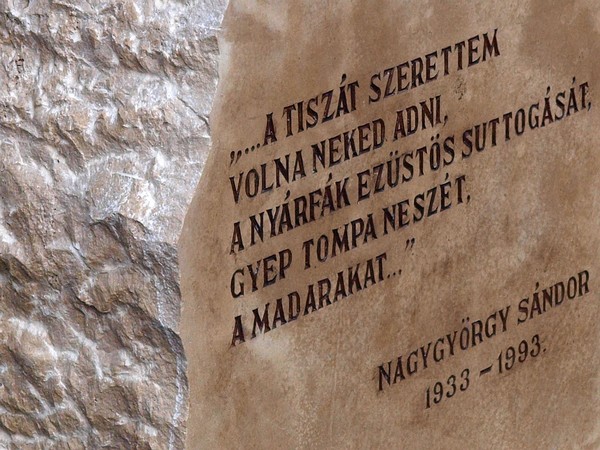 „...A TISZÁT SZERETTEM
VOLNA NEKED ADNI,
A NYÁRFÁK EZÜSTÖS SUTTOGÁSÁT,
GYEP TOMPA NESZÉT,
A MADARAKAT..."
NAGYGYÖRGY SÁNDOR
1933 – 1993.